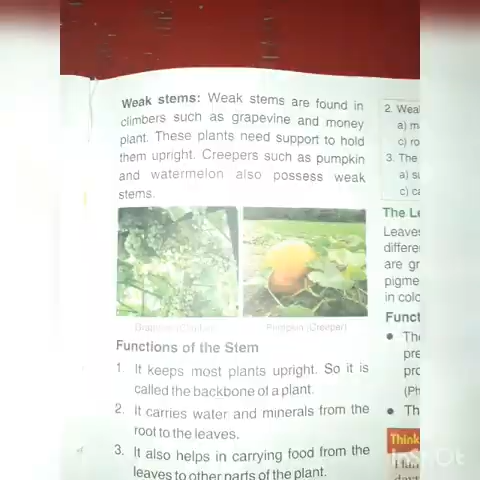 Weak stems: Weak stems are found in
climbers such as grapevine and money
plant. These plants need support to hold
them upright. Creepers such as pumpkin
and watermelon also possess weak
stems.
Pumpkin (Creeper)
Functions of the Stem
1. It keeps most plants upright. So it is
called the backbone of a plant.
2. It carries water and minerals from the
root to the leaves.
3. It also helps in carrying food from the
leaves to other parts of the plant.
2. Weal
a) m
c) ro
3. The
a) su
c) ca
The Le
Leaves
differe
are gr
pigme
in colo
Funct
• The
pre
pro
(Ph
• Th
Think